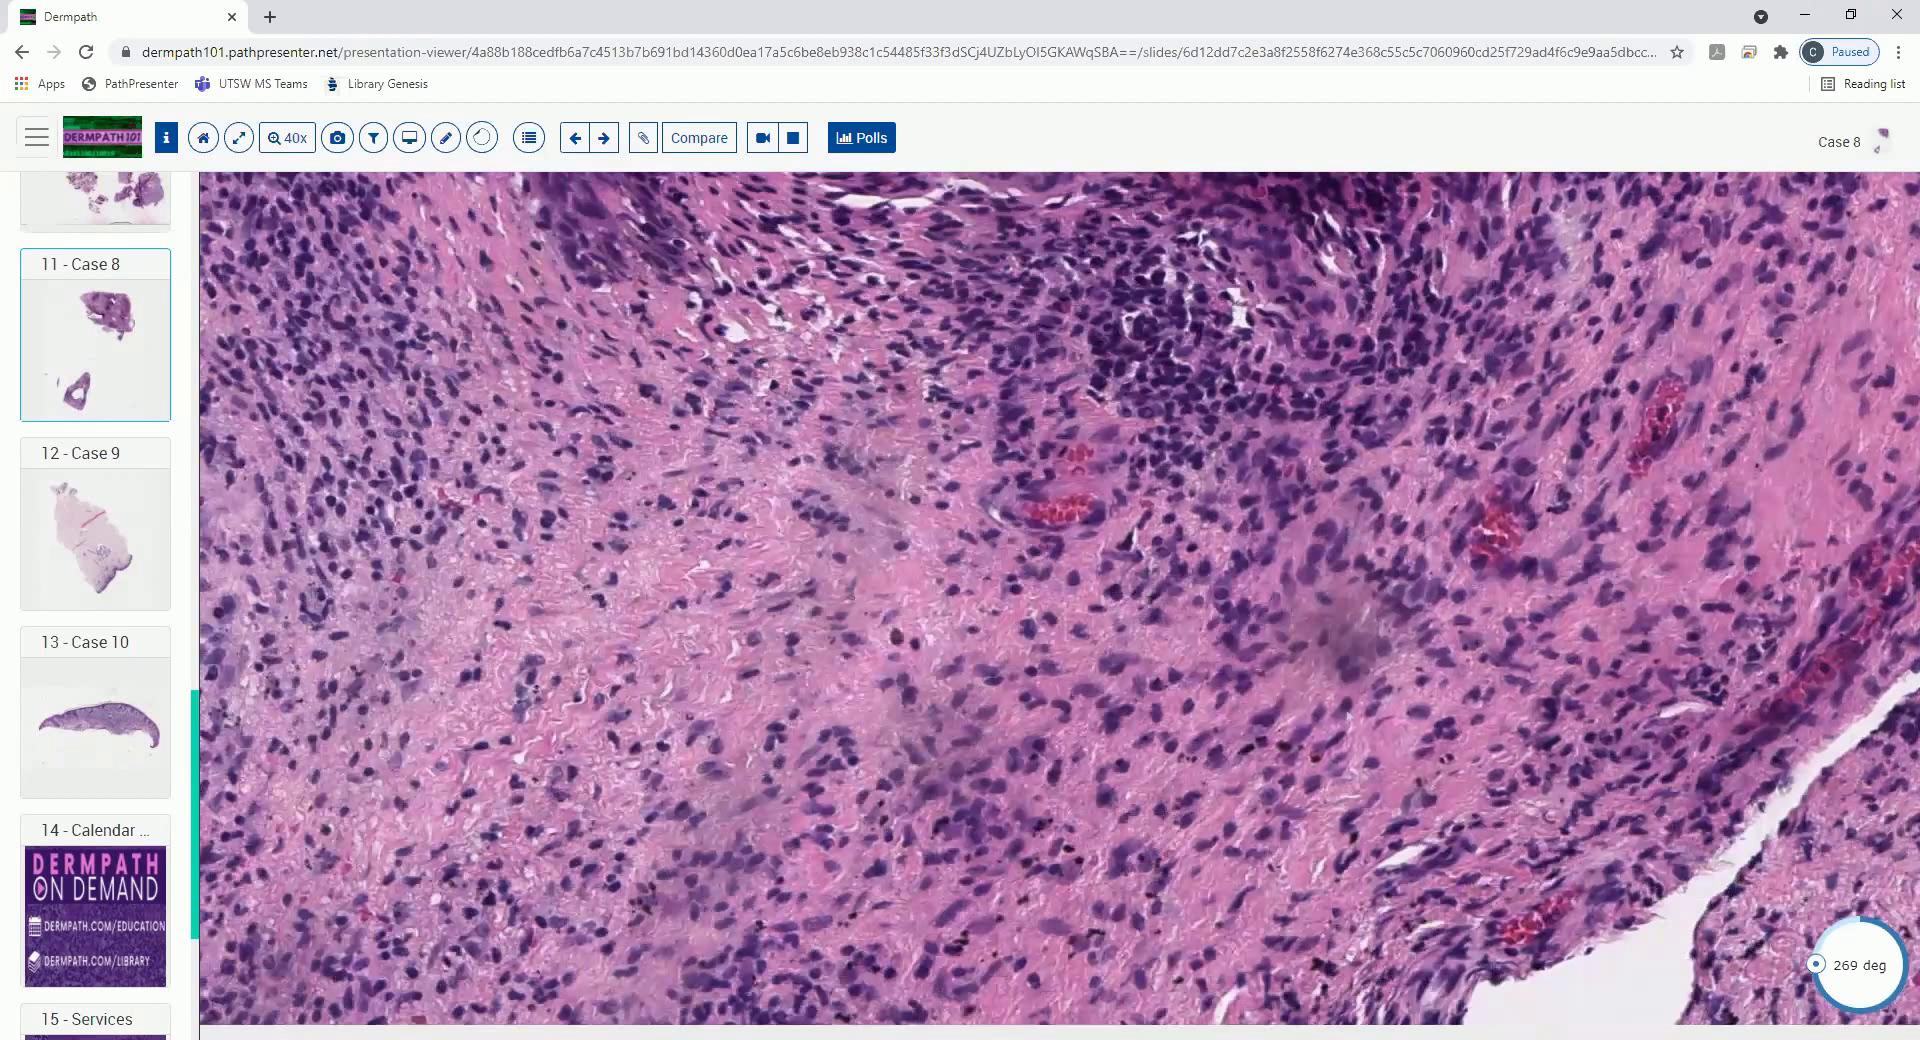 Dermpath
dermpath101.pathpresenter.net/presentation-viewer/4a88b188cedfb6a7c4513b7b691bd14360d0ea17a5c6be8eb938c1c54485f33f3dSCj4UZbLyOI5GKAWqSBA==/slides/6d12dd7c2e3a8f2558f6274e368c55c5c7060960cd25f729ad4f6c9e9aa5dbcc...
C Paused
Apps PathPresenter UTSW MS Teams Library Genesis Reading list
DERMPATH 101 40x Compare Polls Case 8
11 - Case 8
12 - Case 9
13 - Case 10
14 - Calendar ...
DERMPATH
ON DEMAND
DERMPATH.COM/EDUCATION
DERMPATH.COM/LIBRARY
15 - Services
269 deg